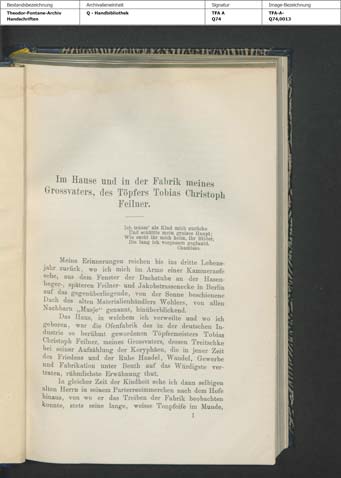 Bestandsbezeichnung Archivalieneinheit Signatur Image-Bezeichnung
Theodor-Fontane-Archiv Q - Handbibliothek TFA A TFA-A-
Handschriften Q74 Q74,0013
Im Hause und in der Fabrik meines
Grossvaters, des Töpfers Tobias Christoph
Feilner.
Ich träum' als Kind mich zurücke
Und schüttle mein greises Haupt;
Wie sucht ihr mich heim, ihr Bilder,
Die lang ich vergessen geglaubt.
Chamisso.
Meine Erinnerungen reichen bis ins dritte Lebens-
jahr zurück, wo ich mich im Arme einer Kammerzofe
sehe, aus dem Fenster der Dachstube an der Hasen-
heger-, späteren Feilner- und Jakobstrassenecke in Berlin
auf das gegenüberliegende, von der Sonne beschienene
Dach des alten Materialienhändlers Wohlers, von allen
Nachbarn „Musje“ genannt, hinüberblickend.
Das Haus, in welchem ich verweilte und wo ich
geboren, war die Ofenfabrik des in der deutschen In-
dustrie so berühmt gewordenen Töpfermeisters Tobias
Christoph Feilner, meines Grossvaters, dessen Treitschke
bei seiner Aufzählung der Koryphäen, die in jener Zeit
des Friedens und der Ruhe Handel, Wandel, Gewerbe
und Fabrikation unter Beuth auf das Würdigste ver-
traten, rühmlichste Erwähnung thut.
In gleicher Zeit der Kindheit sehe ich dann selbigen
alten Herrn in seinem Parterrezimmerchen nach dem Hofe
hinaus, von wo er das Treiben der Fabrik beobachten
konnte, stets seine lange, weisse Tonpfeife im Munde,
1